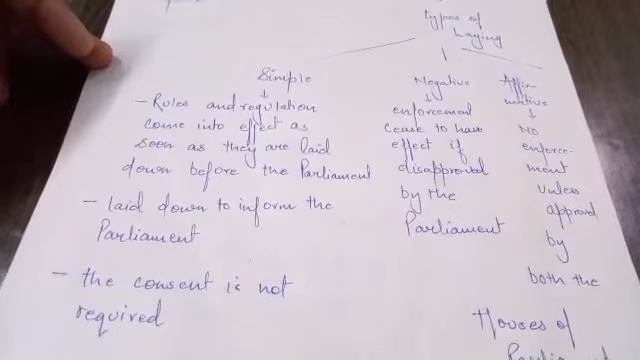 types of
Laying
Simple
↓
- Rules and regulation
come into effect as
soon as they are laid
down before the Parliament
- laid down to inform the
Parliament
- the consent is not
required
Negative
↓
enforcement
cease to have
effect if
disapproved
by the
Parliament
Affir-
mative
↓
NO
enforce-
ment
unless
approved
by
both the
Houses of
Parliament